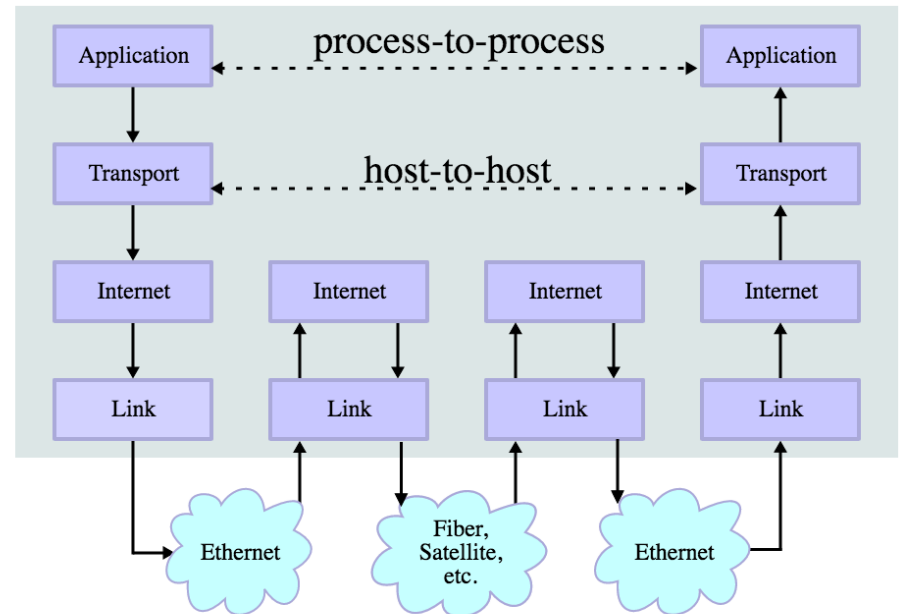 process-to-process
Application
Application
host-to-host
Transport
Transport
Internet
Internet
Internet
Internet
Link
Link
Link
Link
Ethernet
Fiber,
Satellite,
etc.
Ethernet